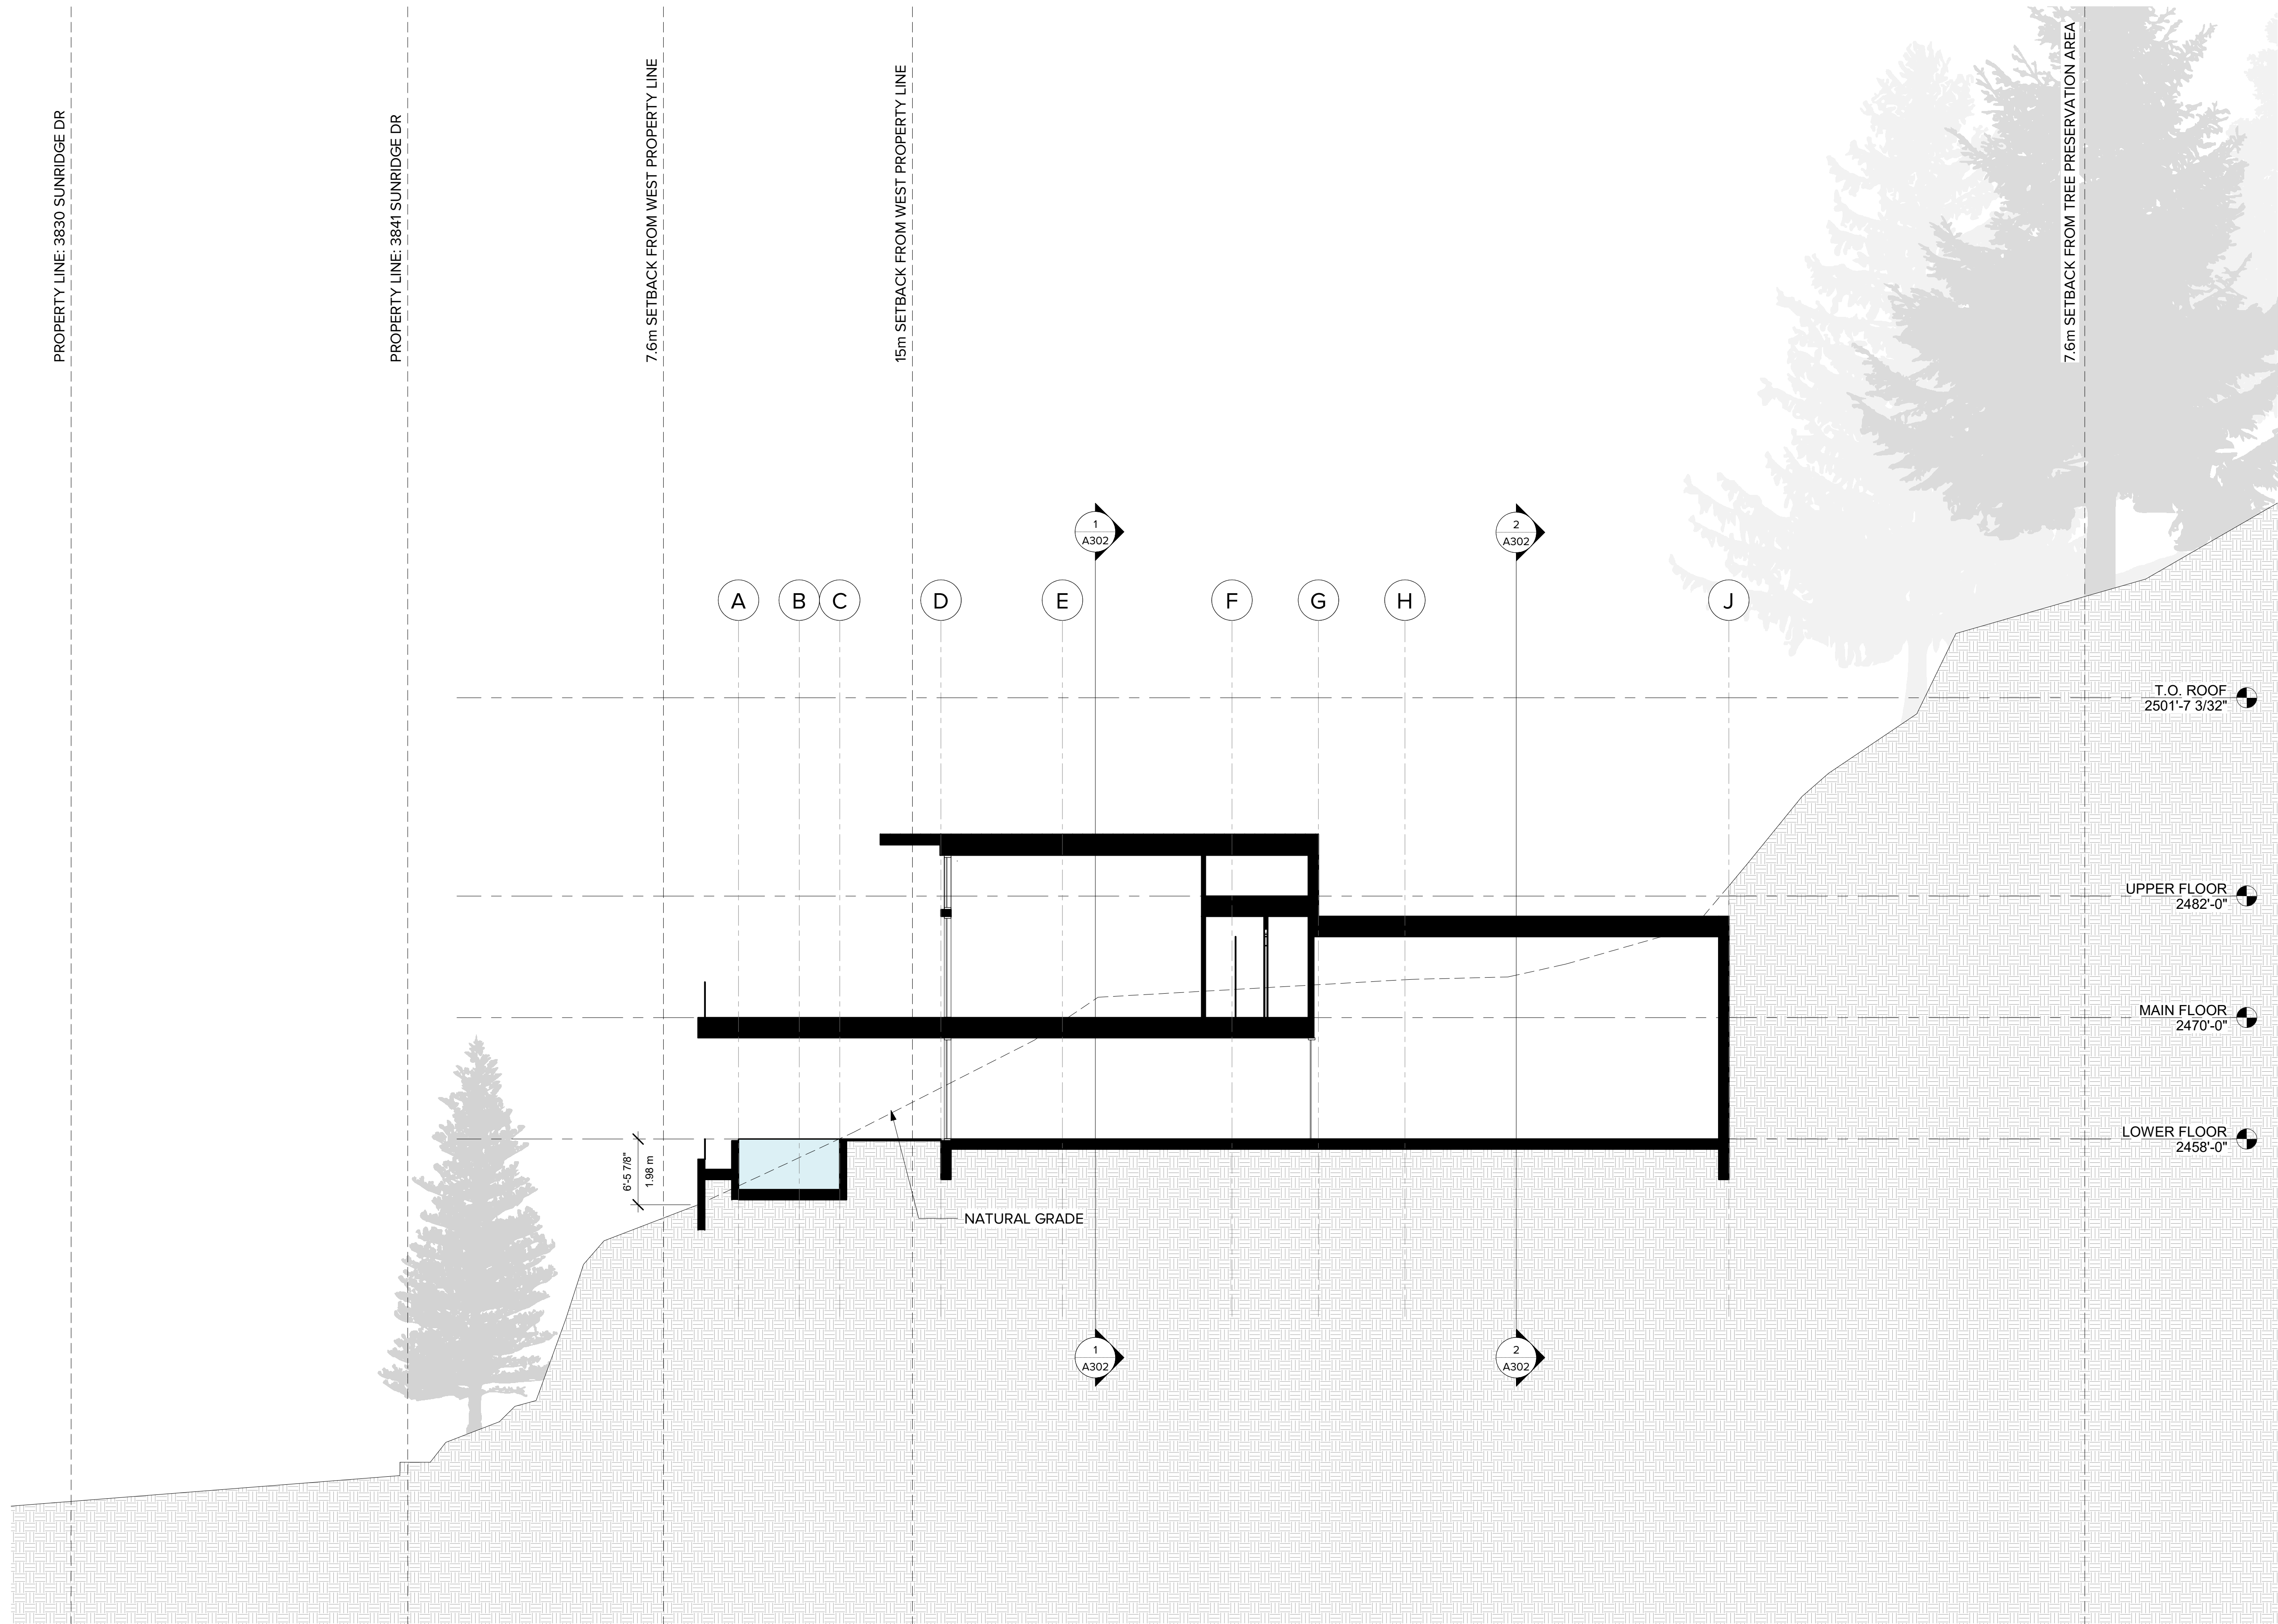 PROPERTY LINE: 3830 SUNRIDGE DR
PROPERTY LINE: 3841 SUNRIDGE DR
7.6m SETBACK FROM WEST PROPERTY LINE
15m SETBACK FROM WEST PROPERTY LINE
7.6m SETBACK FROM TREE PRESERVATION AREA
1
A302
2
A302
A
B
C
D
E
F
G
H
J
T.O. ROOF
2501'-7 3/32"
UPPER FLOOR
2482'-0"
MAIN FLOOR
2470'-0"
LOWER FLOOR
2458'-0"
6'-5 7/8"
1.98 m
NATURAL GRADE
1
A302
2
A302